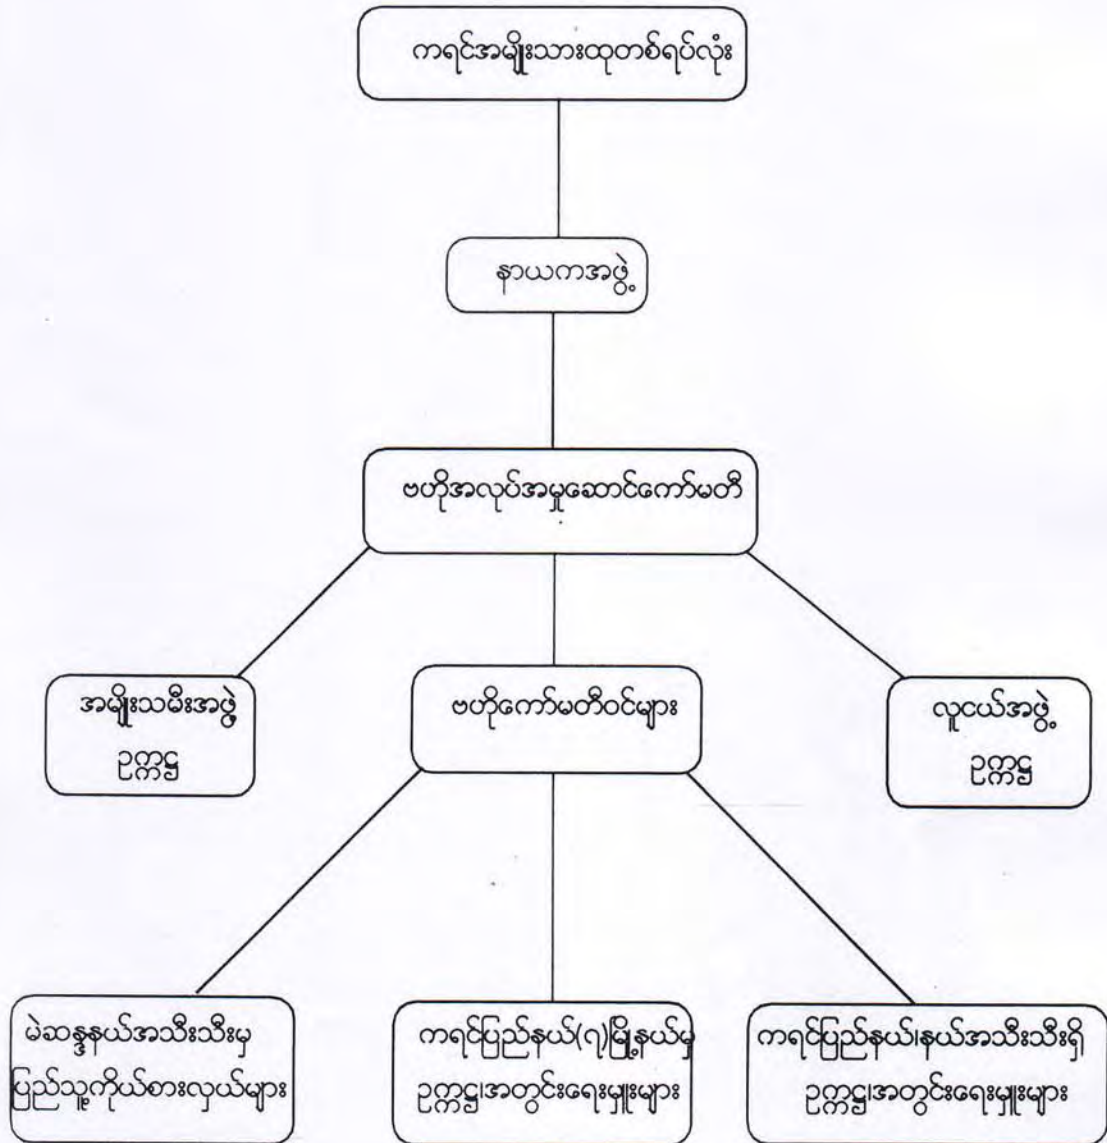 ကရင်အမျိုးသားထုတစ်ရပ်လုံး
နာယကအဖွဲ့
ဗဟိုအလုပ်အမှုဆောင်ကော်မတီ
အမျိုးသမီးအဖွဲ့
ဥက္ကဋ္ဌ
ဗဟိုကော်မတီဝင်များ
လူငယ်အဖွဲ့
ဥက္ကဋ္ဌ
မဲဆန္ဒနယ်အသီးသီးမှ
ပြည်သူ့ကိုယ်စားလှယ်များ
ကရင်ပြည်နယ်(၇)မြို့နယ်မှ
ဥက္ကဋ္ဌ၊အတွင်းရေးမှူးများ
ကရင်ပြည်နယ်၊နယ်အသီးသီးရှိ
ဥက္ကဋ္ဌ၊အတွင်းရေးမှူးများ